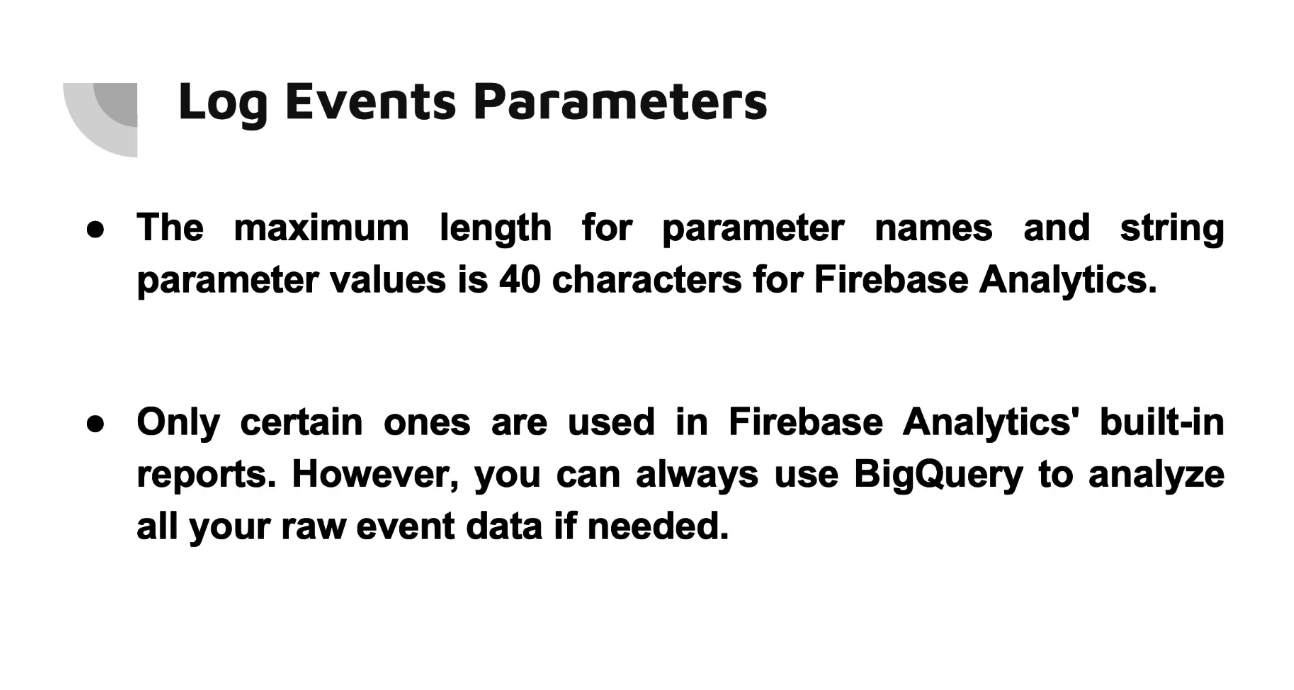 Log Events Parameters
● The maximum length for parameter names and string
parameter values is 40 characters for Firebase Analytics.
● Only certain ones are used in Firebase Analytics' built-in
reports. However, you can always use BigQuery to analyze
all your raw event data if needed.